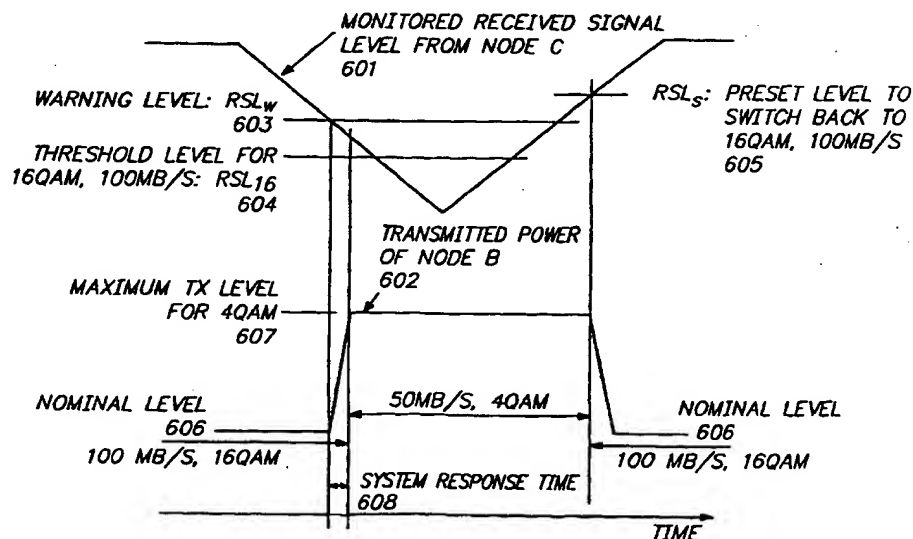 MONITORED RECEIVED SIGNAL
LEVEL FROM NODE C
601
WARNING LEVEL: RSLw
603
RSLS: PRESET LEVEL TO
SWITCH BACK TO
16QAM, 100MB/S
605
THRESHOLD LEVEL FOR
16QAM, 100MB/S: RSL16
604
TRANSMITTED POWER
OF NODE B
602
MAXIMUM TX LEVEL
FOR 4QAM
607
50MB/S, 4QAM
NOMINAL LEVEL
606
NOMINAL LEVEL
606
100 MB/S, 16QAM
100 MB/S, 16QAM
SYSTEM RESPONSE TIME
608
TIME